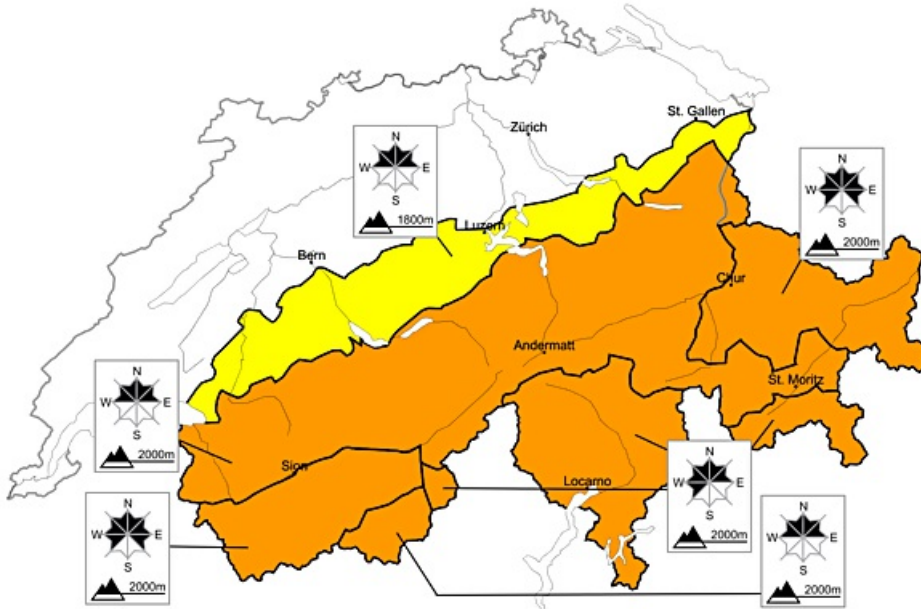 St. Gallen
Zürich
N
W E
S
1800m
Luzern
N
W E
S
2000m
Bern
Chur
Andermatt
St. Moritz
N
W E
S
2000m
Sion
Locarno
N
W E
S
2000m
N
W E
S
2000m
N
W E
S
2000m